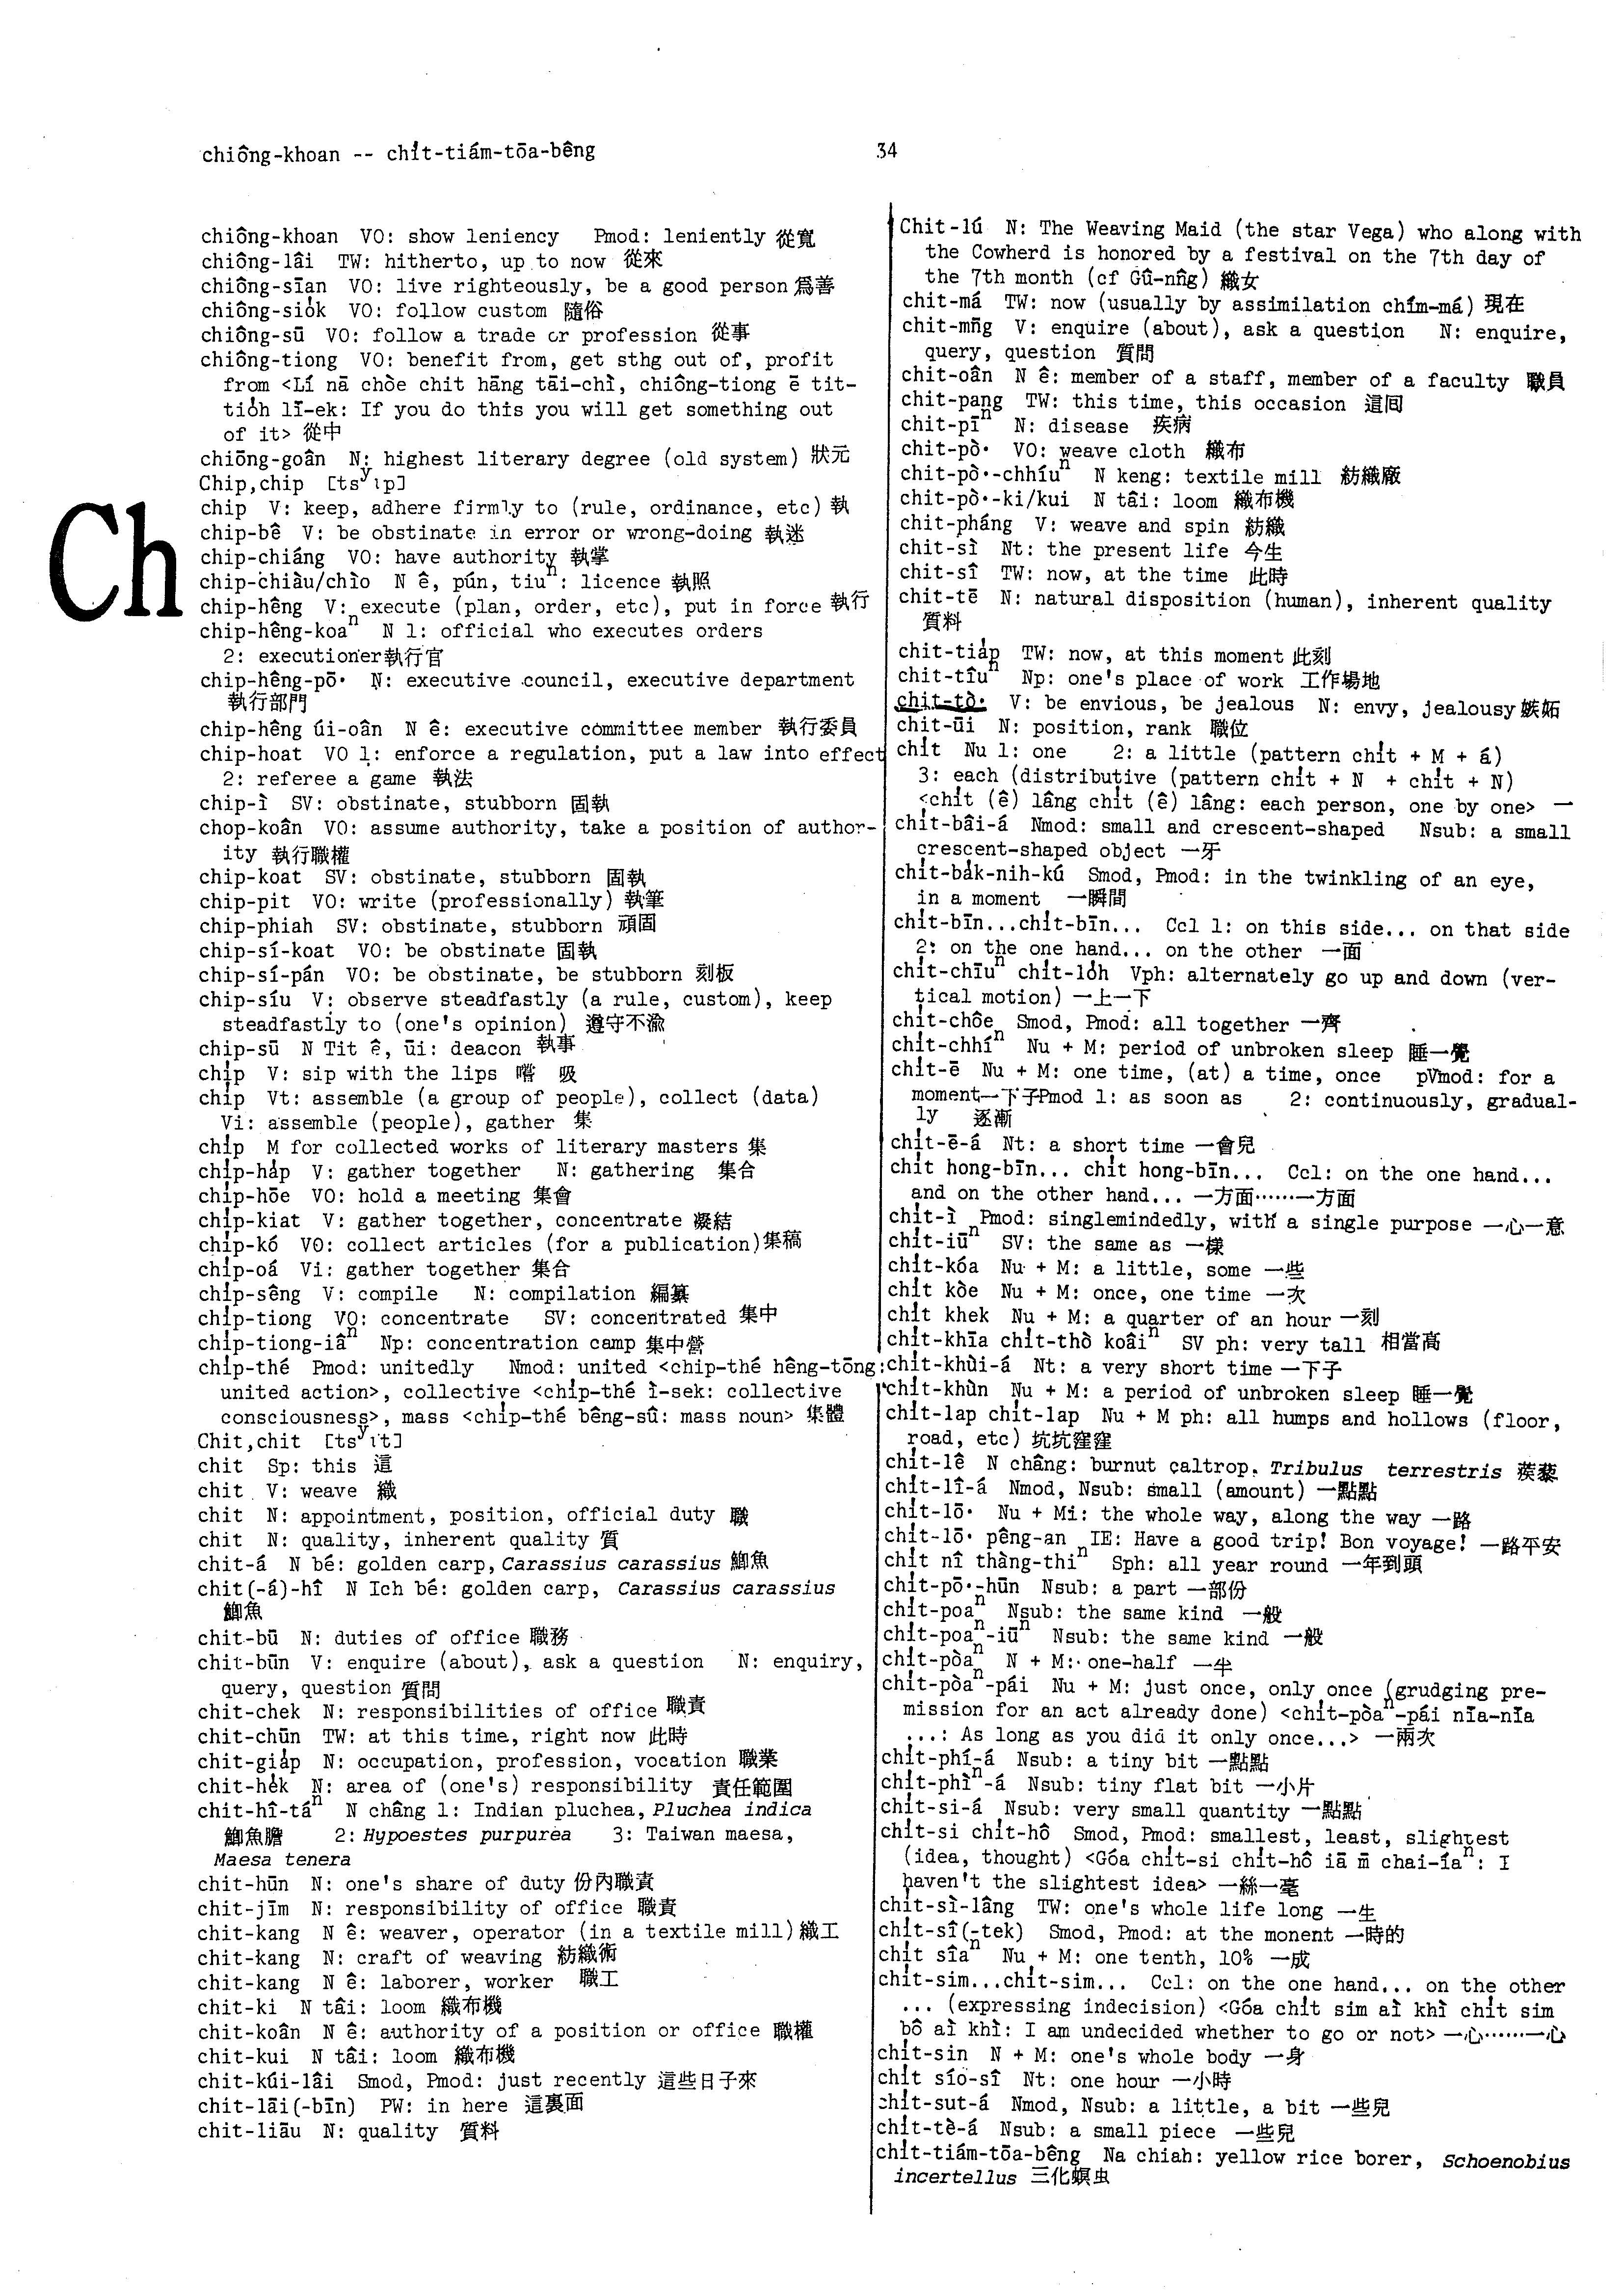 chiông-khoan -- chi̍t-tiám-tōa-bêng
34
Ch
chiông-khoan VO: show leniency Pmod: leniently 從寬
chiông-lâi TW: hitherto, up to now 從來
chiông-sīan VO: live righteously, be a good person 爲善
chiông-sio̍k VO: follow custom 隨俗
chiông-sū VO: follow a trade or profession 從事
chiông-tiong VO: benefit from, get sthg out of, profit
from <Lí nā chòe chit hāng tāi-chì, chiông-tiong ē tit-
tio̍h lī-ek: If you do this you will get something out
of it> 從中
chiōng-goân N: highest literary degree (old system) 狀元
Chip,chip [tsʸɩp]
chip V: keep, adhere firmly to (rule, ordinance, etc) 執
chip-bê V: be obstinate in error or wrong-doing 執迷
chip-chiáng VO: have authority 執掌
chip-chiàu/chìo N ê, pún, tiuⁿ: licence 執照
chip-hêng V: execute (plan, order, etc), put in force 執行
chip-hêng-koaⁿ N 1: official who executes orders
2: executioner 執行官
chip-hêng-pō· N: executive council, executive department
執行部門
chip-hêng úi-oân N ê: executive committee member 執行委員
chip-hoat VO 1: enforce a regulation, put a law into effect
2: referee a game 執法
chip-ì SV: obstinate, stubborn 固執
chop-koân VO: assume authority, take a position of author-
ity 執行職權
chip-koat SV: obstinate, stubborn 固執
chip-pit VO: write (professionally) 執筆
chip-phiah SV: obstinate, stubborn 頑固
chip-sí-koat VO: be obstinate 固執
chip-sí-pán VO: be obstinate, be stubborn 刻板
chip-síu V: observe steadfastly (a rule, custom), keep
steadfastly to (one's opinion) 遵守不渝
chip-sū N Tit ê, ūi: deacon 執事
chi̍p V: sip with the lips 嚐 吸
chi̍p Vt: assemble (a group of people), collect (data)
Vi: assemble (people), gather 集
chi̍p M for collected works of literary masters 集
chi̍p-ha̍p V: gather together N: gathering 集合
chi̍p-hōe VO: hold a meeting 集會
chi̍p-kiat V: gather together, concentrate 凝結
chi̍p-kó VO: collect articles (for a publication) 集稿
chi̍p-oá Vi: gather together 集合
chi̍p-sêng V: compile N: compilation 編纂
chi̍p-tiong VO: concentrate SV: concentrated 集中
chi̍p-tiong-iâⁿ Np: concentration camp 集中營
chi̍p-thé Pmod: unitedly Nmod: united <chip-thé hêng-tōng:
united action>, collective <chi̍p-thé ì-sek: collective
consciousness>, mass <chi̍p-thé bêng-sû: mass noun> 集體
Chit,chit [tsʸɩt]
chit Sp: this 這
chit V: weave 織
chit N: appointment, position, official duty 職
chit N: quality, inherent quality 質
chit-á N bé: golden carp, Carassius carassius 鯽魚
chit(-á)-hî N Ich bé: golden carp, Carassius carassius
鯽魚
chit-bū N: duties of office 職務
chit-būn V: enquire (about), ask a question N: enquiry,
query, question 質問
chit-chek N: responsibilities of office 職責
chit-chūn TW: at this time, right now 此時
chit-gia̍p N: occupation, profession, vocation 職業
chit-he̍k N: area of (one's) responsibility 責任範圍
chit-hî-táⁿ N châng 1: Indian pluchea, Pluchea indica
鯽魚膽 2: Hypoestes purpurea 3: Taiwan maesa,
Maesa tenera
chit-hūn N: one's share of duty 份內職責
chit-jīm N: responsibility of office 職責
chit-kang N ê: weaver, operator (in a textile mill) 織工
chit-kang N: craft of weaving 紡織術
chit-kang N ê: laborer, worker 職工
chit-ki N tâi: loom 織布機
chit-koân N ê: authority of a position or office 職權
chit-kui N tâi: loom 織布機
chit-kúi-lâi Smod, Pmod: just recently 這些日子來
chit-lāi(-bīn) PW: in here 這裏面
chit-liāu N: quality 質料
Chit-lú N: The Weaving Maid (the star Vega) who along with
the Cowherd is honored by a festival on the 7th day of
the 7th month (cf Gû-nn̂g) 織女
chit-má TW: now (usually by assimilation chím-má) 現在
chit-mn̄g V: enquire (about), ask a question N: enquire,
query, question 質問
chit-oân N ê: member of a staff, member of a faculty 職員
chit-pang TW: this time, this occasion 這回
chit-pīⁿ N: disease 疾病
chit-pò· VO: weave cloth 織布
chit-pò·-chhíuⁿ N keng: textile mill 紡織廠
chit-pò·-ki/kui N tâi: loom 織布機
chit-pháng V: weave and spin 紡織
chit-sì Nt: the present life 今生
chit-sî TW: now, at the time 此時
chit-tē N: natural disposition (human), inherent quality
質料
chit-tia̍p TW: now, at this moment 此刻
chit-tîuⁿ Np: one's place of work 工作場地
chit-tò· V: be envious, be jealous N: envy, jealousy 嫉妬
chit-ūi N: position, rank 職位
chi̍t Nu 1: one 2: a little (pattern chi̍t + M + á)
3: each (distributive (pattern chi̍t + N + chi̍t + N)
<chi̍t (ê) lâng chi̍t (ê) lâng: each person, one by one> 一
chi̍t-bâi-á Nmod: small and crescent-shaped Nsub: a small
crescent-shaped object 一牙
chi̍t-ba̍k-nih-kú Smod, Pmod: in the twinkling of an eye,
in a moment 一瞬間
chi̍t-bīn...chi̍t-bīn... Ccl 1: on this side... on that side
2: on the one hand... on the other 一面
chi̍t-chīuⁿ chi̍t-lo̍h Vph: alternately go up and down (ver-
tical motion) 一上一下
chi̍t-chôe Smod, Pmod: all together 一齊
chi̍t-chhíⁿ Nu + M: period of unbroken sleep 睡一覺
chi̍t-ē Nu + M: one time, (at) a time, once pVmod: for a
moment 一下子 Pmod 1: as soon as 2: continuously, gradual-
ly 逐漸
chi̍t-ē-á Nt: a short time 一會兒
chi̍t hong-bīn... chi̍t hong-bīn... Ccl: on the one hand...
and on the other hand... 一方面……一方面
chi̍t-ì Pmod: singlemindedly, with a single purpose 一心一意
chi̍t-iūⁿ SV: the same as 一樣
chi̍t-kóa Nu + M: a little, some 一些
chi̍t kòe Nu + M: once, one time 一次
chi̍t khek Nu + M: a quarter of an hour 一刻
chi̍t-khīa chi̍t-thò koâiⁿ SV ph: very tall 相當高
chi̍t-khùi-á Nt: a very short time 一下子
chi̍t-khùn Nu + M: a period of unbroken sleep 睡一覺
chi̍t-lap chi̍t-lap Nu + M ph: all humps and hollows (floor,
road, etc) 坑坑窪窪
chi̍t-lê N châng: burnut caltrop, Tribulus terrestris 蒺藜
chi̍t-lî-á Nmod, Nsub: small (amount) 一點點
chi̍t-lō· Nu + Mi: the whole way, along the way 一路
chi̍t-lō· pêng-an IE: Have a good trip! Bon voyage! 一路平安
chi̍t nî thàng-thiⁿ Sph: all year round 一年到頭
chi̍t-pō·-hūn Nsub: a part 一部份
chi̍t-poaⁿ Nsub: the same kind 一般
chi̍t-poaⁿ-iūⁿ Nsub: the same kind 一般
chi̍t-pòaⁿ N + M: one-half 一半
chi̍t-pòaⁿ-pái Nu + M: just once, only once (grudging pre-
mission for an act already done) <chi̍t-pòaⁿ-pái nīa-nīa
...: As long as you did it only once...> 一兩次
chi̍t-phí-á Nsub: a tiny bit 一點點
chi̍t-phìⁿ-á Nsub: tiny flat bit 一小片
chi̍t-si-á Nsub: very small quantity 一點點
chi̍t-si chi̍t-hô Smod, Pmod: smallest, least, slightest
(idea, thought) <Góa chi̍t-si chi̍t-hô iā m̄ chai-íaⁿ: I
haven't the slightest idea> 一絲一毫
chi̍t-sì-lâng TW: one's whole life long 一生
chi̍t-sî(-tek) Smod, Pmod: at the monent 一時的
chi̍t sîaⁿ Nu + M: one tenth, 10% 一成
chi̍t-sim...chi̍t-sim... Ccl: on the one hand... on the other
... (expressing indecision) <Góa chi̍t sim aì khì chi̍t sim
bô aì khì: I am undecided whether to go or not> 一心……一心
chi̍t-sin N + M: one's whole body 一身
chi̍t síó-sî Nt: one hour 一小時
chi̍t-sut-á Nmod, Nsub: a little, a bit 一些兒
chi̍t-tè-á Nsub: a small piece 一些兒
chi̍t-tiám-tōa-bêng Na chiah: yellow rice borer, Schoenobius
incertellus 三化螟虫